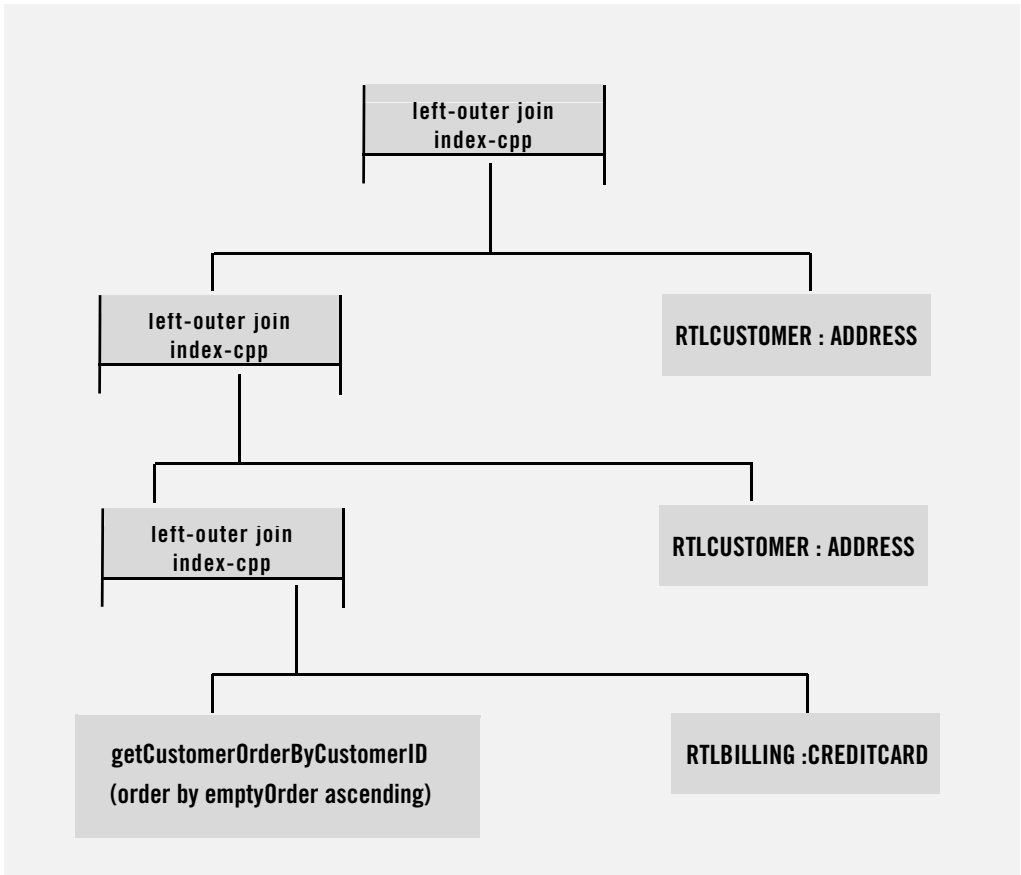 left-outer join
index-cpp
left-outer join
index-cpp
RTLCUSTOMER : ADDRESS
left-outer join
index-cpp
RTLCUSTOMER : ADDRESS
getCustomerOrderByCustomerID
(order by emptyOrder ascending)
RTLBILLING :CREDITCARD